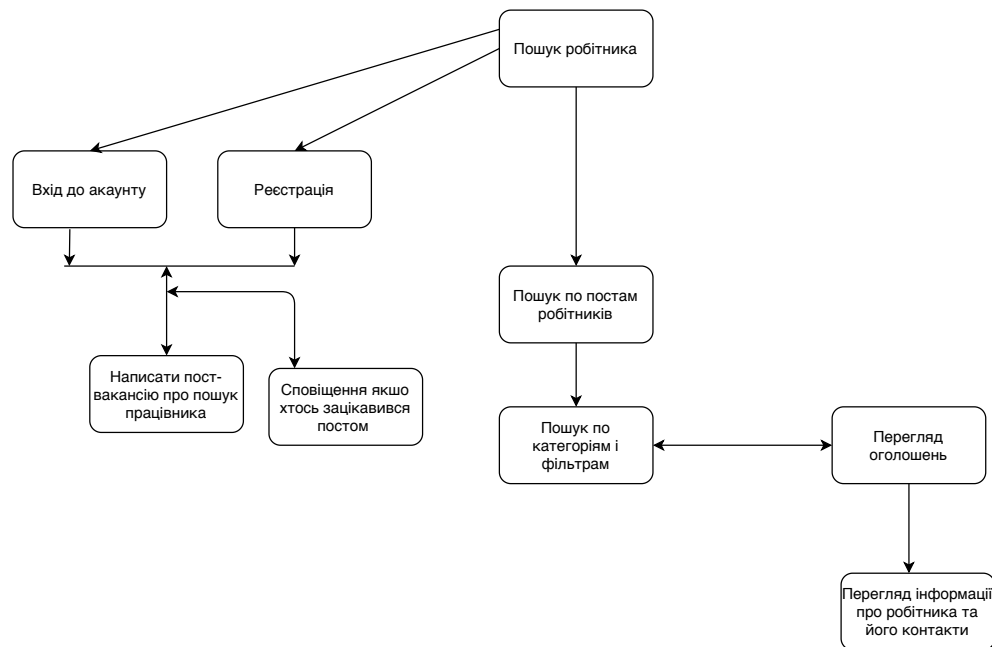 Пошук робітника
Вхід до акаунту
Реєстрація
Пошук по постам
робітників
Написати пост-
вакансію про пошук
працівника
Сповіщення якшо
хтось зацікавився
постом
Пошук по
категоріям і
фільтрам
Перегляд
оголошень
Перегляд інформації
про робітника та
його контакти